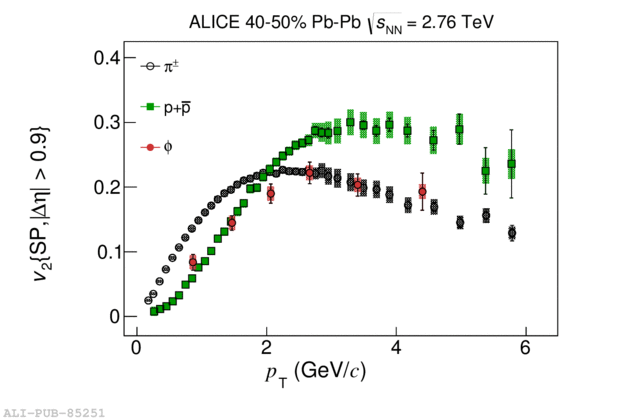 ALICE 40-50% Pb-Pb √sNN = 2.76 TeV
0.4
π±
p+p̅
0.3
φ
0.2
0.1
0
v2{SP,|Δη| > 0.9}
0 2 4 6
pT (GeV/c)
ALI-PUB-85251